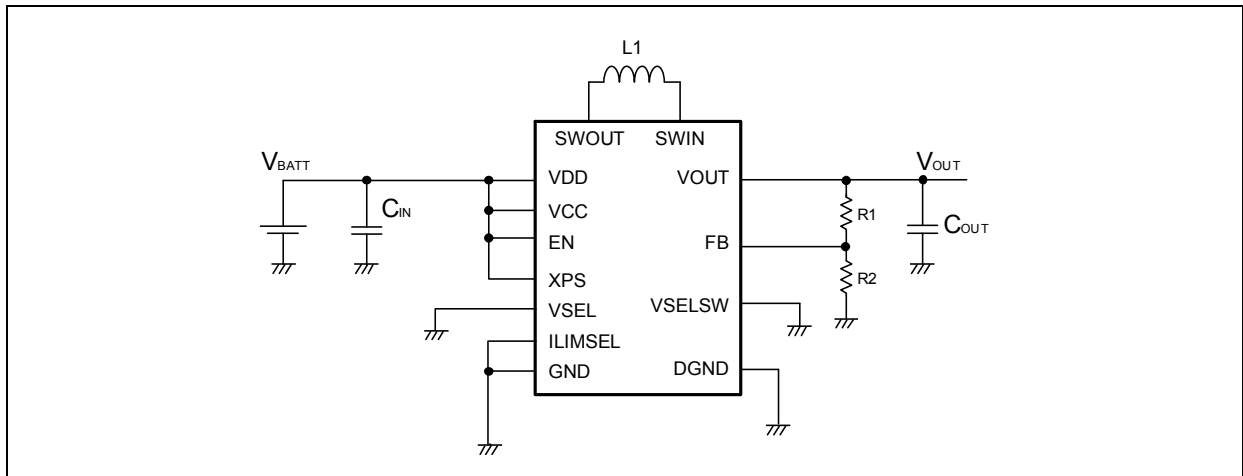 L1
SWOUT SWIN
VBATT
VOUT
VDD
VOUT
CIN
VCC
R1
COUT
EN
FB
XPS
R2
VSEL
VSELSW
ILIMSEL
GND
DGND